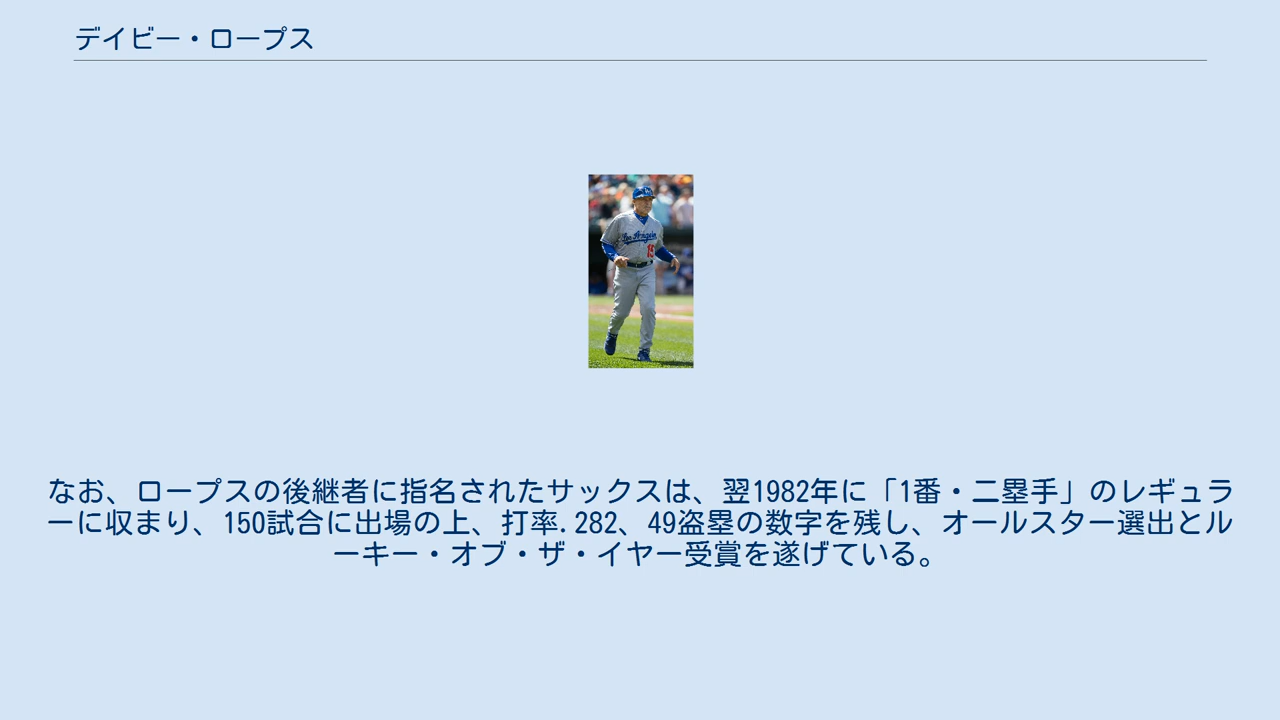 デイビー・ロープス
Los Angeles
なお、ロープスの後継者に指名されたサックスは、翌1982年に「1番・二塁手」のレギュラ
ーに収まり、150試合に出場の上、打率.282、49盗塁の数字を残し、オールスター選出とル
ーキー・オブ・ザ・イヤー受賞を遂げている。